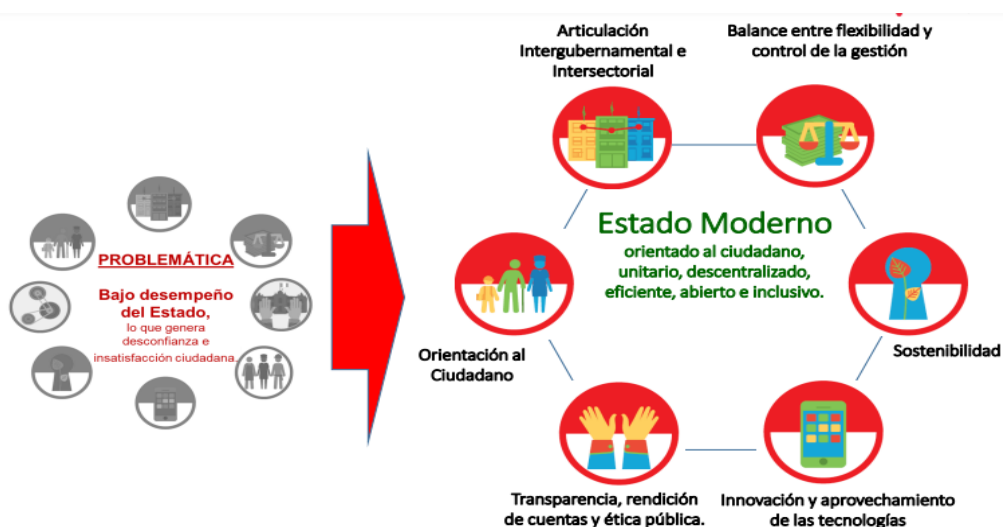 Articulación
Intergubernamental e
Intersectorial
Balance entre flexibilidad y
control de la gestión
PROBLEMÁTICA
Bajo desempeño
del Estado,
lo que genera
desconfianza e
insatisfacción ciudadana.
Estado Moderno
orientado al ciudadano,
unitario, descentralizado,
eficiente, abierto e inclusivo.
Orientación al
Ciudadano
Sostenibilidad
Transparencia, rendición
de cuentas y ética pública.
Innovación y aprovechamiento
de las tecnologías